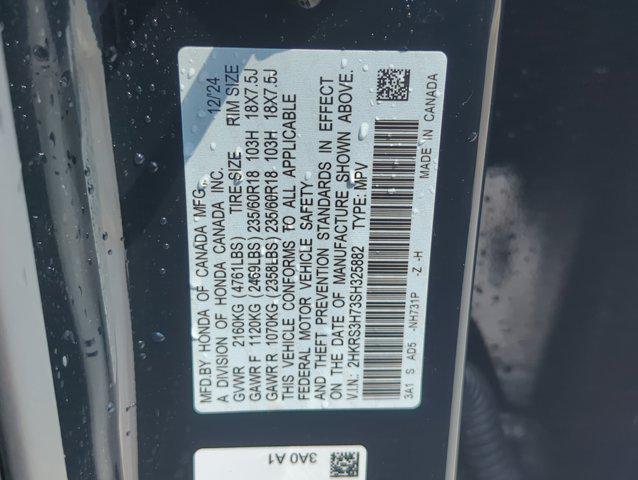 MFD.BY HONDA OF CANADA MFG. 12/24
A DIVISION OF HONDA CANADA INC.
TIRE SIZE RIM SIZE
GVWR 2160KG (4761LBS)
GAWR F 1120KG (2469LBS) 235/60R18 103H 18X7.5J
GAWR R 1070KG (2358LBS) 235/60R18 103H 18X7.5J
THIS VEHICLE CONFORMS TO ALL APPLICABLE
FEDERAL MOTOR VEHICLE SAFETY
AND THEFT PREVENTION STANDARDS IN EFFECT
ON THE DATE OF MANUFACTURE SHOWN ABOVE.
V.I.N.: 2HKRS3H73SH325882 TYPE: MPV
3A1 S AD5 -NH731P -Z -H MADE IN CANADA
3A0 A1